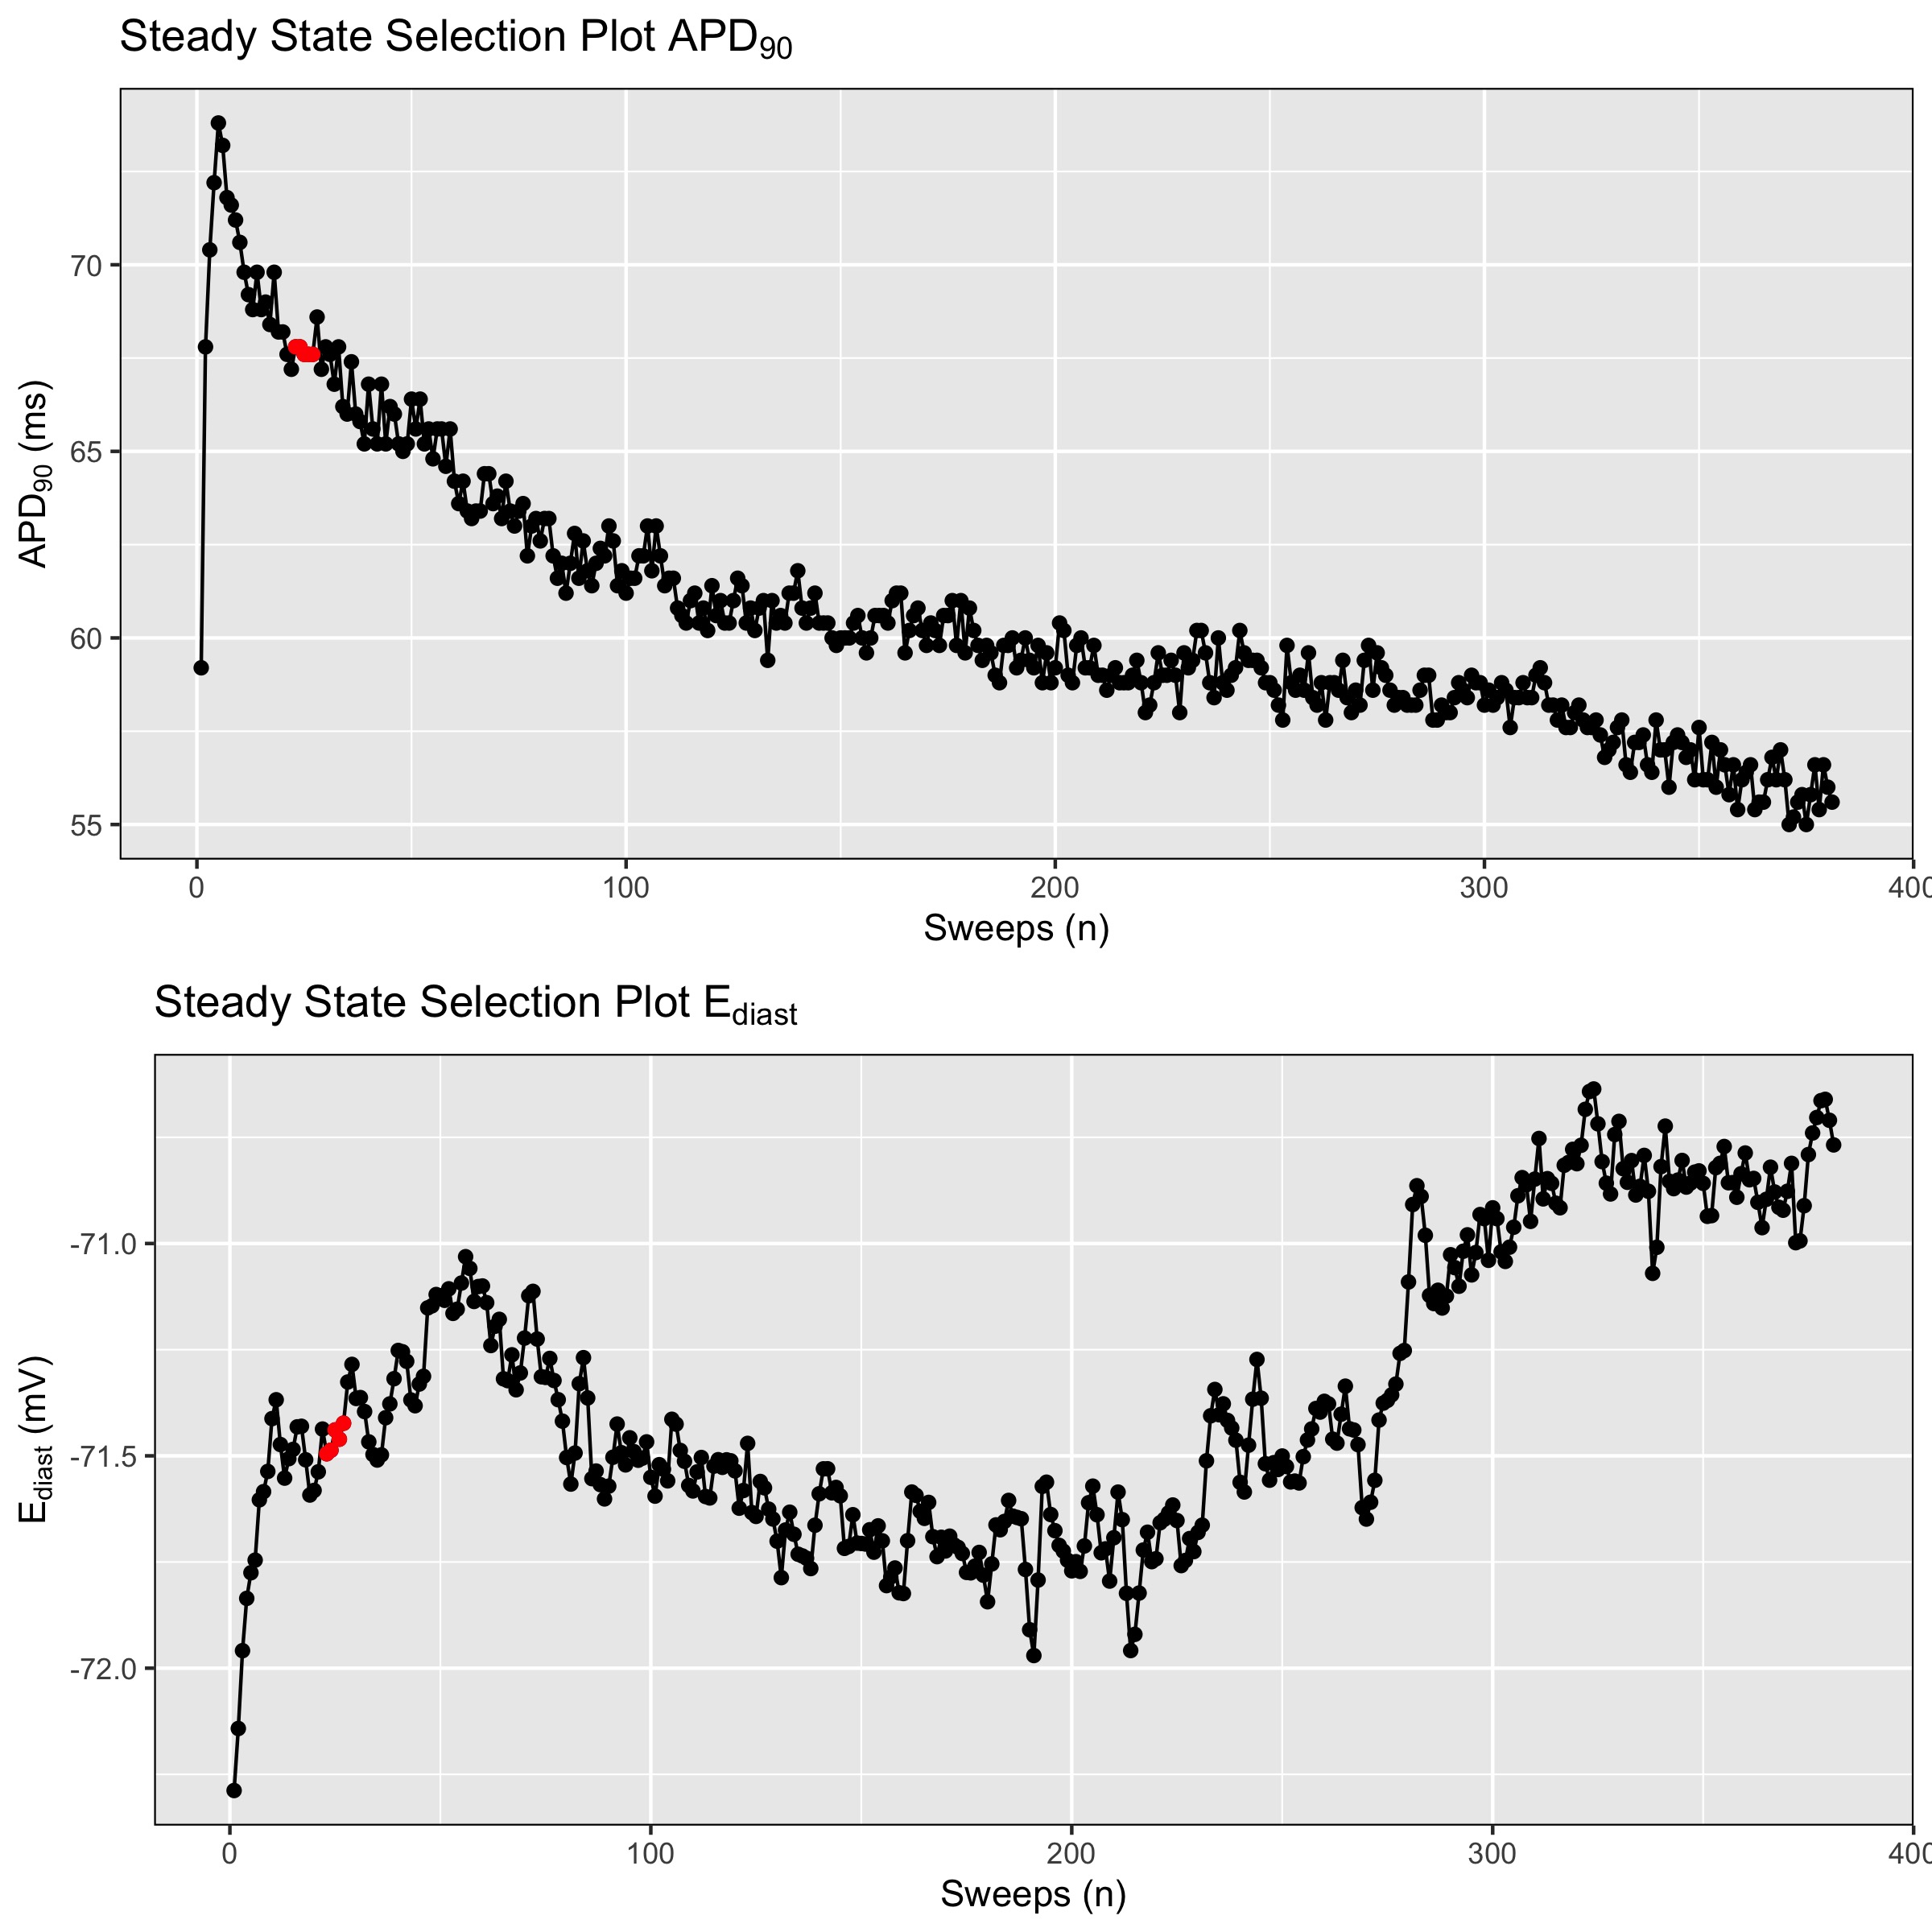 Steady State Selection Plot APD90
70
65
60
55
APD90 (ms)
0 100 200 300 400
Sweeps (n)
Steady State Selection Plot Ediast
-71.0
-71.5
-72.0
Ediast (mV)
0 100 200 300 400
Sweeps (n)